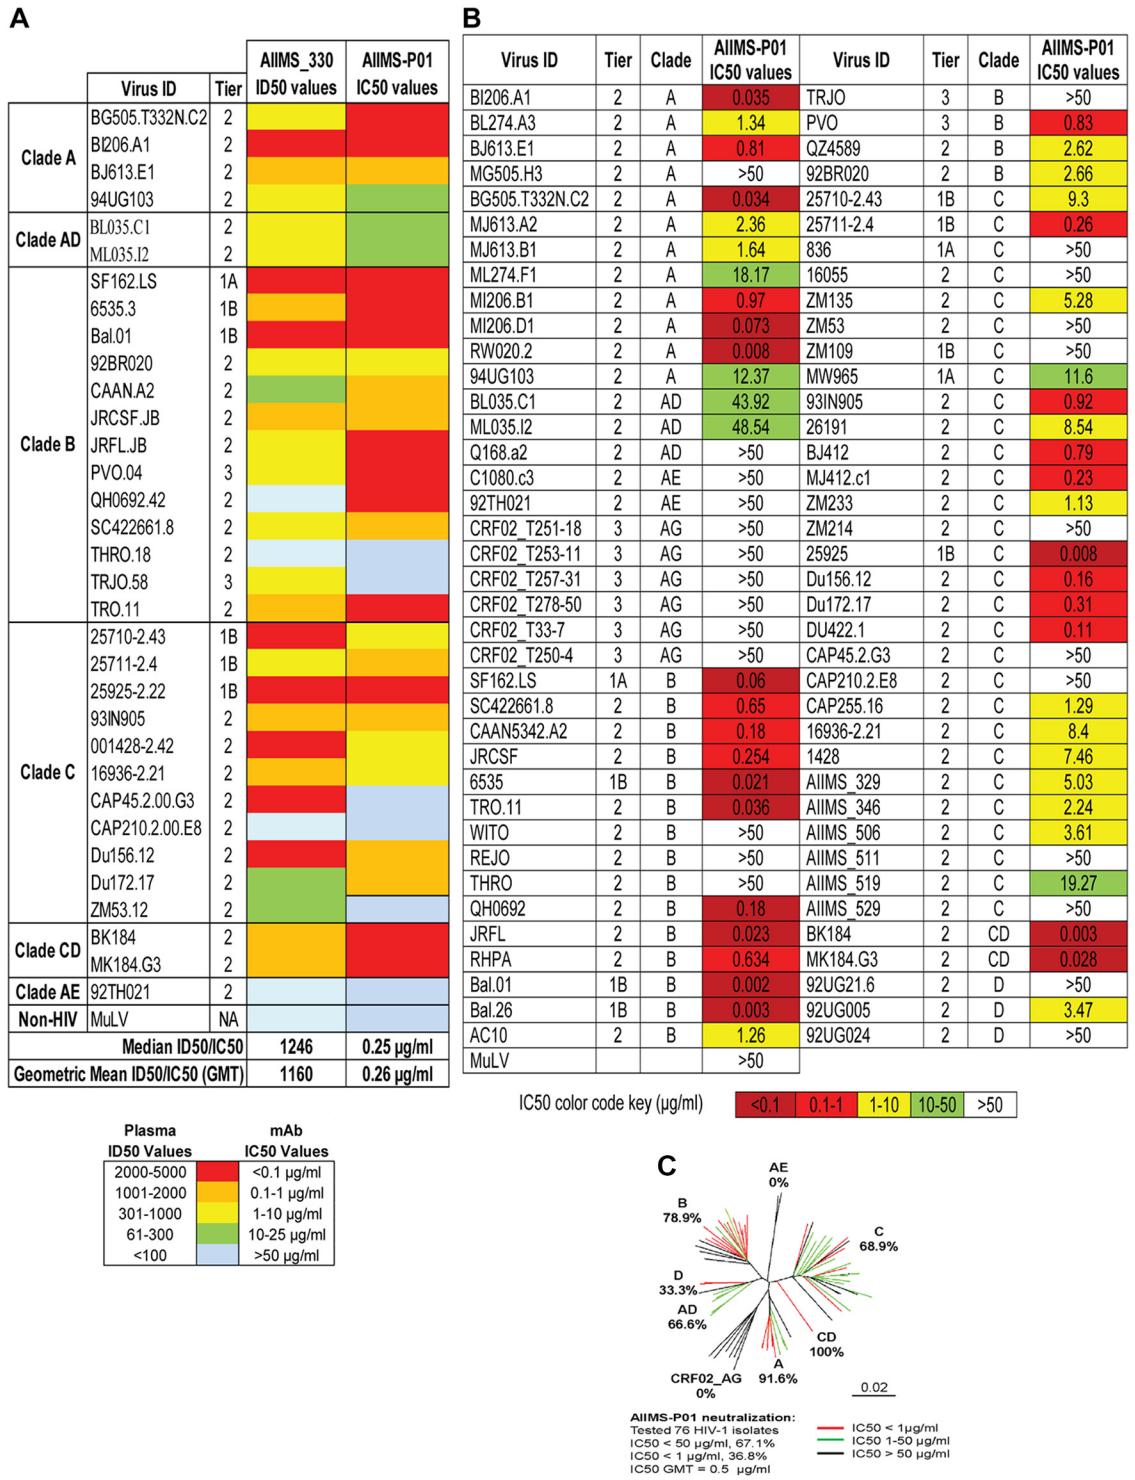 A
AIIMS_330 AIIMS-P01
Virus ID Tier ID50 values IC50 values
Clade A
BG505.T332N.C2 2
BI206.A1 2
BJ613.E1 2
94UG103 2
Clade AD
BL035.C1 2
ML035.I2 2
Clade B
SF162.LS 1A
6535.3 1B
Bal.01 1B
92BR020 2
CAAN.A2 2
JRCSF.JB 2
JRFL.JB 2
PVO.04 3
QH0692.42 2
SC422661.8 2
THRO.18 2
TRJO.58 3
TRO.11 2
Clade C
25710-2.43 1B
25711-2.4 1B
25925-2.22 1B
93IN905 2
001428-2.42 2
16936-2.21 2
CAP45.2.00.G3 2
CAP210.2.00.E8 2
Du156.12 2
Du172.17 2
ZM53.12 2
Clade CD
BK184 2
MK184.G3 2
Clade AE 92TH021 2
Non-HIV MuLV NA
Median ID50/IC50 1246 0.25 µg/ml
Geometric Mean ID50/IC50 (GMT) 1160 0.26 µg/ml
Plasma mAb
ID50 Values IC50 Values
2000-5000 <0.1 µg/ml
1001-2000 0.1-1 µg/ml
301-1000 1-10 µg/ml
61-300 10-25 µg/ml
<100 >50 µg/ml
B
Virus ID Tier Clade AIIMS-P01 IC50 values Virus ID Tier Clade AIIMS-P01 IC50 values
BI206.A1 2 A 0.035 TRJO 3 B >50
BL274.A3 2 A 1.34 PVO 3 B 0.83
BJ613.E1 2 A 0.81 QZ4589 2 B 2.62
MG505.H3 2 A >50 92BR020 2 B 2.66
BG505.T332N.C2 2 A 0.034 25710-2.43 1B C 9.3
MJ613.A2 2 A 2.36 25711-2.4 1B C 0.26
MJ613.B1 2 A 1.64 836 1A C >50
ML274.F1 2 A 18.17 16055 2 C >50
MI206.B1 2 A 0.97 ZM135 2 C 5.28
MI206.D1 2 A 0.073 ZM53 2 C >50
RW020.2 2 A 0.008 ZM109 1B C >50
94UG103 2 A 12.37 MW965 1A C 11.6
BL035.C1 2 AD 43.92 93IN905 2 C 0.92
ML035.I2 2 AD 48.54 26191 2 C 8.54
Q168.a2 2 AD >50 BJ412 2 C 0.79
C1080.c3 2 AE >50 MJ412.c1 2 C 0.23
92TH021 2 AE >50 ZM233 2 C 1.13
CRF02_T251-18 3 AG >50 ZM214 2 C >50
CRF02_T253-11 3 AG >50 25925 1B C 0.008
CRF02_T257-31 3 AG >50 Du156.12 2 C 0.16
CRF02_T278-50 3 AG >50 Du172.17 2 C 0.31
CRF02_T33-7 3 AG >50 DU422.1 2 C 0.11
CRF02_T250-4 3 AG >50 CAP45.2.G3 2 C >50
SF162.LS 1A B 0.06 CAP210.2.E8 2 C >50
SC422661.8 2 B 0.65 CAP255.16 2 C 1.29
CAAN5342.A2 2 B 0.18 16936-2.21 2 C 8.4
JRCSF 2 B 0.254 1428 2 C 7.46
6535 1B B 0.021 AIIMS_329 2 C 5.03
TRO.11 2 B 0.036 AIIMS_346 2 C 2.24
WITO 2 B >50 AIIMS_506 2 C 3.61
REJO 2 B >50 AIIMS_511 2 C >50
THRO 2 B >50 AIIMS_519 2 C 19.27
QH0692 2 B 0.18 AIIMS_529 2 C >50
JRFL 2 B 0.023 BK184 2 CD 0.003
RHPA 2 B 0.634 MK184.G3 2 CD 0.028
Bal.01 1B B 0.002 92UG21.6 2 D >50
Bal.26 1B B 0.003 92UG005 2 D 3.47
AC10 2 B 1.26 92UG024 2 D >50
MuLV >50
IC50 color code key (µg/ml) <0.1 0.1-1 1-10 10-50 >50
C
AE
0%
B
78.9%
C
68.9%
D
33.3%
AD
66.6%
CD
100%
A
91.6%
CRF02_AG
0%
0.02
AIIMS-P01 neutralization:
Tested 76 HIV-1 isolates
IC50 < 50 µg/ml, 67.1%
IC50 < 1 µg/ml, 36.8%
IC50 GMT = 0.5 µg/ml
IC50 < 1µg/ml
IC50 1-50 µg/ml
IC50 > 50 µg/ml